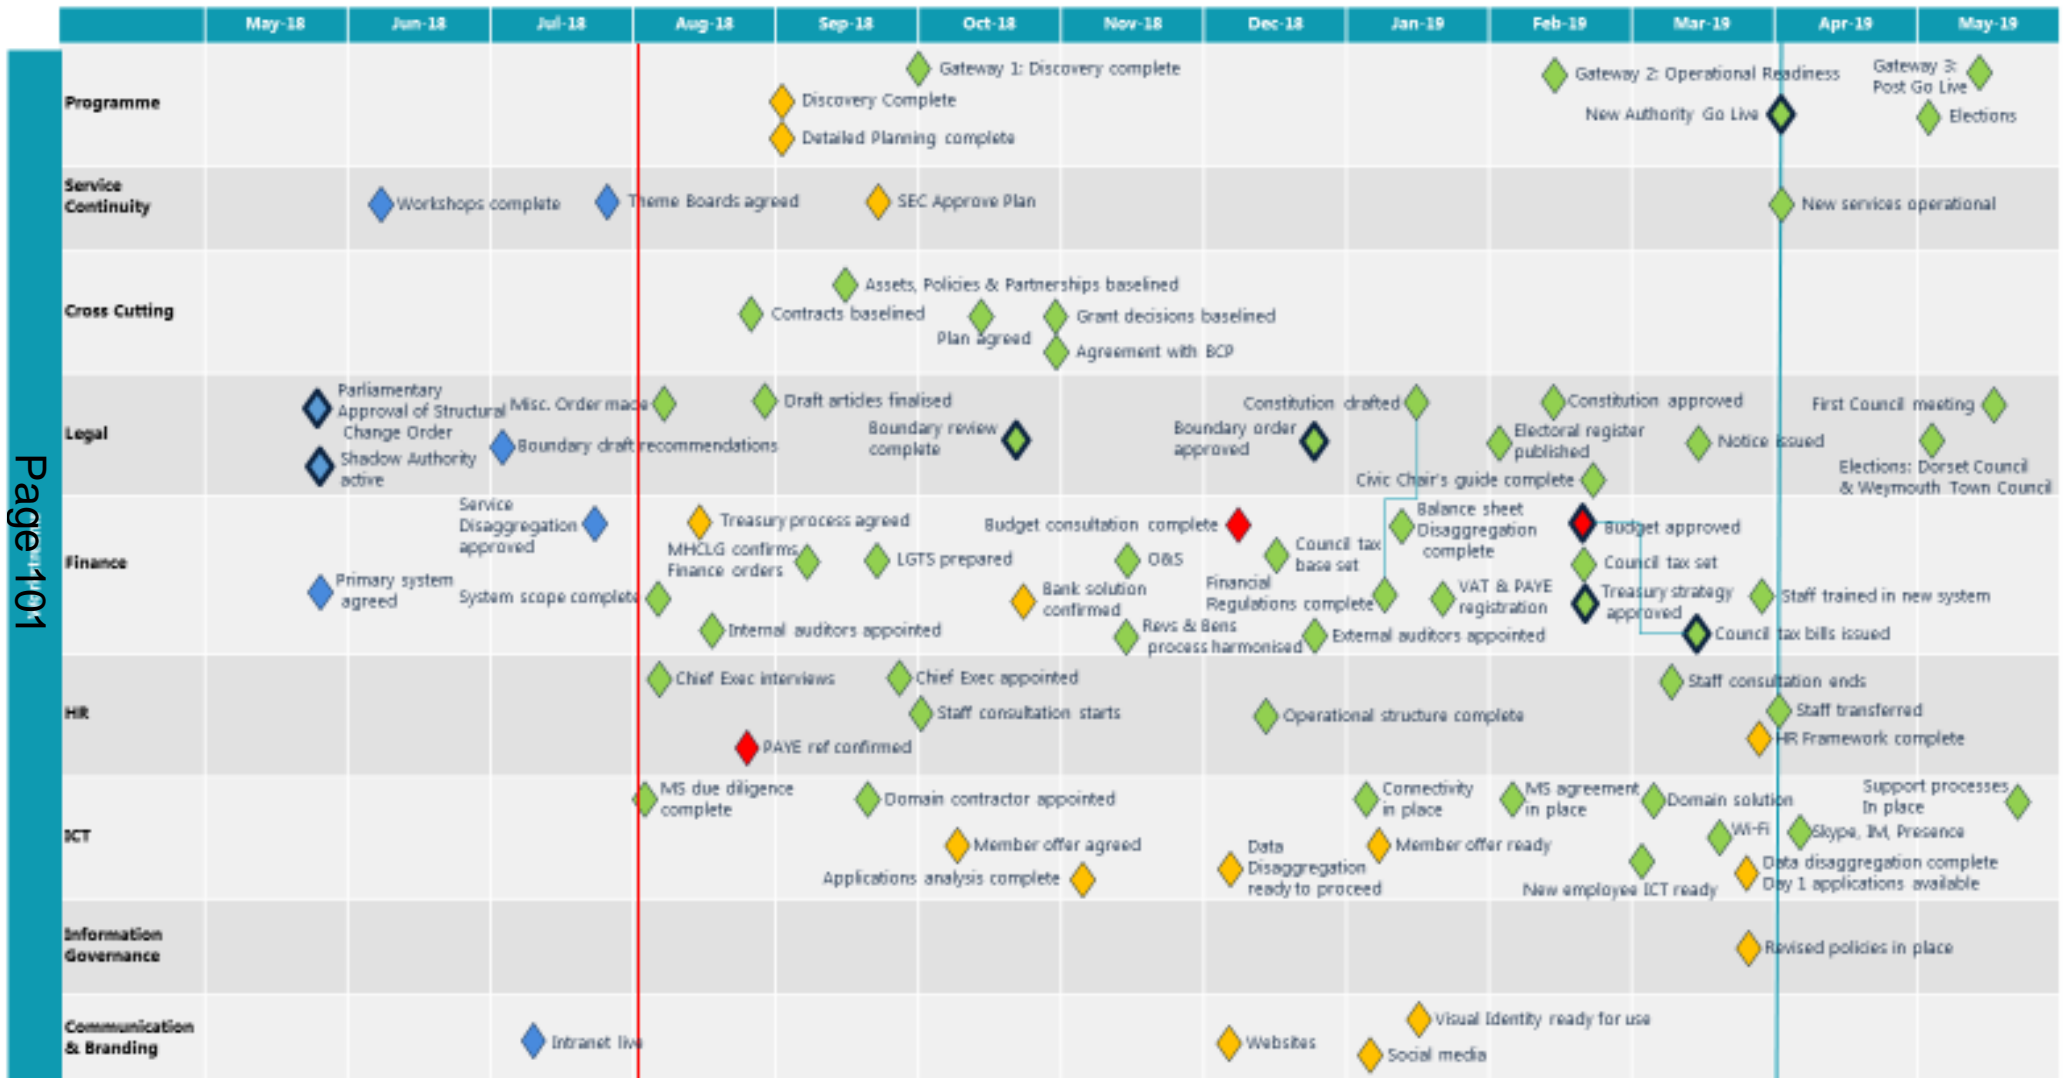 May-18 Jun-18 Jul-18 Aug-18 Sep-18 Oct-18 Nov-18 Dec-18 Jan-19 Feb-19 Mar-19 Apr-19 May-19
Page 101
Programme
Gateway 1: Discovery complete
Discovery Complete
Detailed Planning complete
Gateway 2: Operational Readiness
New Authority Go Live
Gateway 3:
Post Go Live
Elections
Service
Continuity
Workshops complete
Theme Boards agreed
SEC Approve Plan
New services operational
Cross Cutting
Assets, Policies & Partnerships baselined
Contracts baselined
Plan agreed
Grant decisions baselined
Agreement with BCP
Legal
Parliamentary
Approval of Structural
Change Order
Shadow Authority
active
Misc. Order made
Boundary draft recommendations
Draft articles finalised
Boundary review
complete
Boundary order
approved
Constitution drafted
Constitution approved
Electoral register
published
Civic Chair's guide complete
Notice issued
First Council meeting
Elections: Dorset Council
& Weymouth Town Council
Finance
Service
Disaggregation
approved
Primary system
agreed
System scope complete
Treasury process agreed
MHCLG confirms
Finance orders
Internal auditors appointed
LGTS prepared
Budget consultation complete
Bank solution
confirmed
O&S
Revs & Bens
process harmonised
Council tax
base set
Financial
Regulations complete
External auditors appointed
Balance sheet
Disaggregation
complete
VAT & PAYE
registration
Budget approved
Council tax set
Treasury strategy
approved
Council tax bills issued
Staff trained in new system
HR
Chief Exec interviews
Chief Exec appointed
Staff consultation starts
PAYE ref confirmed
Operational structure complete
Staff consultation ends
Staff transferred
HR Framework complete
ICT
MS due diligence
complete
Domain contractor appointed
Member offer agreed
Applications analysis complete
Data
Disaggregation
ready to proceed
Connectivity
in place
Member offer ready
MS agreement
in place
Domain solution
Wi-Fi
New employee ICT ready
Support processes
In place
Skype, IM, Presence
Data disaggregation complete
Day 1 applications available
Information
Governance
Revised policies in place
Communication
& Branding
Intranet live
Websites
Visual Identity ready for use
Social media